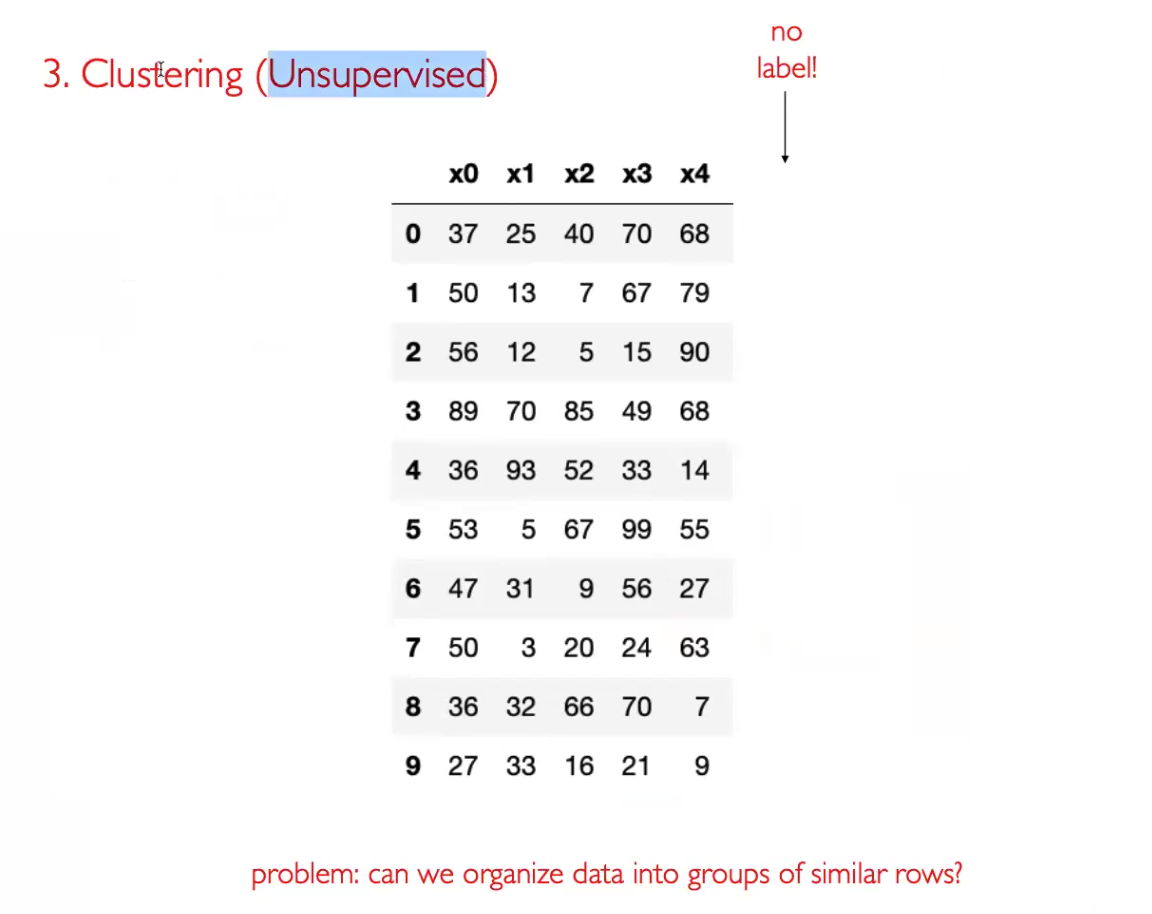 no
label!
3. Clustering (Unsupervised)
x0 x1 x2 x3 x4
0 37 25 40 70 68
1 50 13 7 67 79
2 56 12 5 15 90
3 89 70 85 49 68
4 36 93 52 33 14
5 53 5 67 99 55
6 47 31 9 56 27
7 50 3 20 24 63
8 36 32 66 70 7
9 27 33 16 21 9
problem: can we organize data into groups of similar rows?